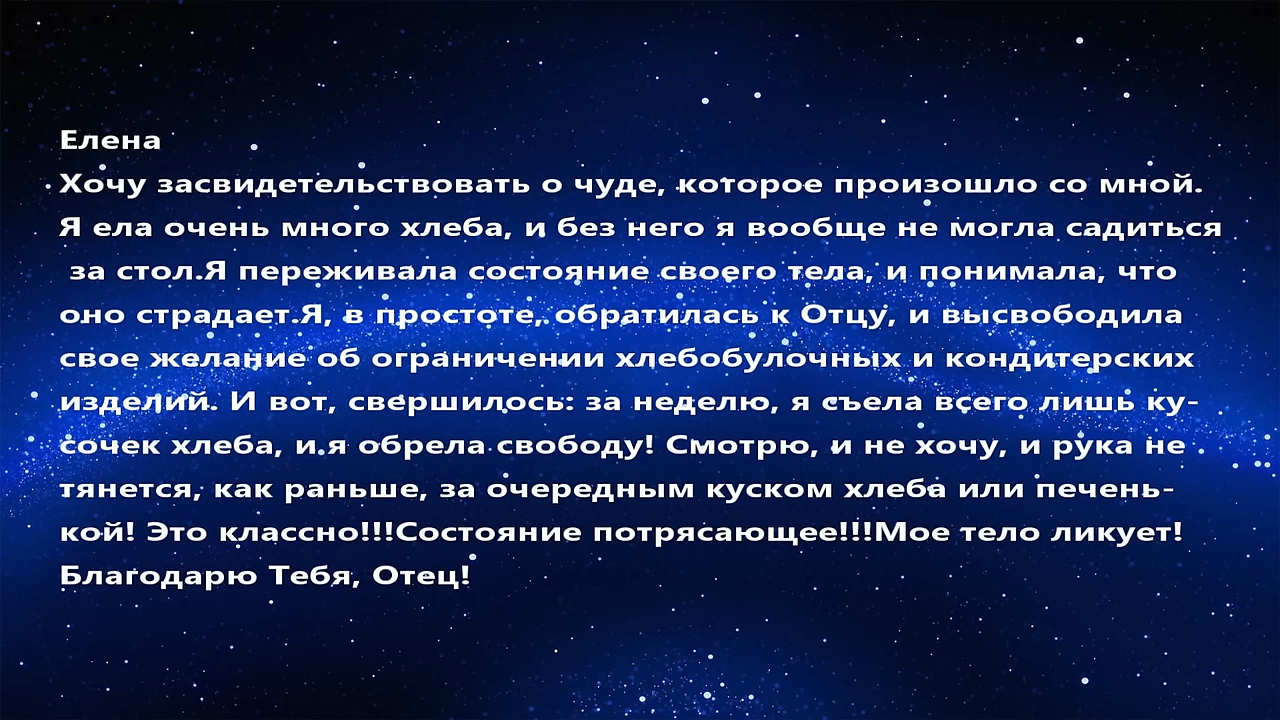 Елена
Хочу засвидетельствовать о чуде, которое произошло со мной.
Я ела очень много хлеба, и без него я вообще не могла садиться
за стол.Я переживала состояние своего тела, и понимала, что
оно страдает.Я, в простоте, обратилась к Отцу, и высвободила
свое желание об ограничении хлебобулочных и кондитерских
изделий. И вот, свершилось: за неделю, я съела всего лишь ку-
сочек хлеба, и я обрела свободу! Смотрю, и не хочу, и рука не
тянется, как раньше, за очередным куском хлеба или печень-
кой! Это классно!!!Состояние потрясающее!!!Мое тело ликует!
Благодарю Тебя, Отец!